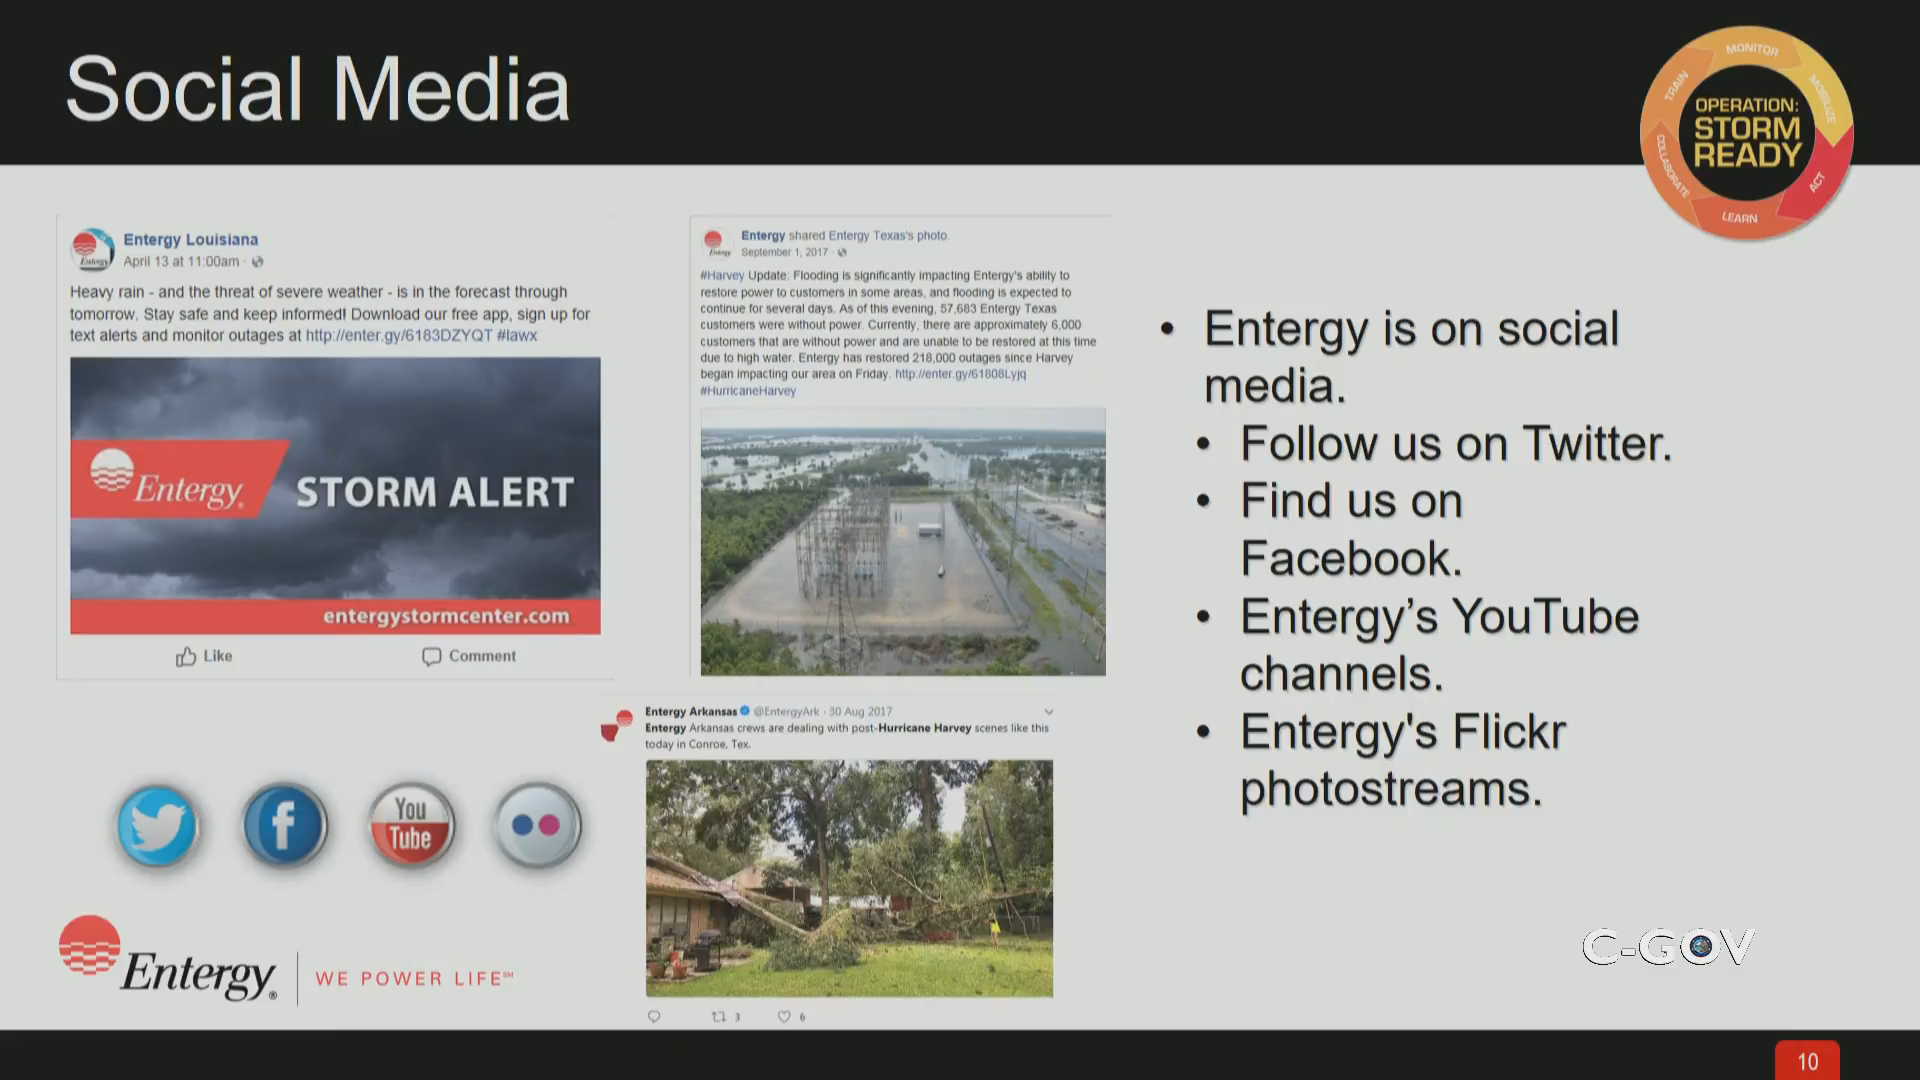 Social Media
MONITOR
MOBILIZE
ACT
LEARN
COLLABORATE
TRAIN
OPERATION:
STORM
READY
Entergy Louisiana
April 13 at 11:00am ·
Heavy rain - and the threat of severe weather - is in the forecast through
tomorrow. Stay safe and keep informed! Download our free app, sign up for
text alerts and monitor outages at http://enter.gy/6183DZYQT #lawx
Entergy® STORM ALERT
entergystormcenter.com
Like Comment
Entergy shared Entergy Texas's photo.
September 1, 2017 ·
#Harvey Update: Flooding is significantly impacting Entergy's ability to
restore power to customers in some areas, and flooding is expected to
continue for several days. As of this evening, 57,683 Entergy Texas
customers were without power. Currently, there are approximately 6,000
customers that are without power and are unable to be restored at this time
due to high water. Entergy has restored 218,000 outages since Harvey
began impacting our area on Friday. http://enter.gy/61808Lyjq
#HurricaneHarvey
Entergy Arkansas @EntergyArk · 30 Aug 2017
Entergy Arkansas crews are dealing with post-Hurricane Harvey scenes like this
today in Conroe, Tex.
3 6
• Entergy is on social
media.
• Follow us on Twitter.
• Find us on
Facebook.
• Entergy’s YouTube
channels.
• Entergy's Flickr
photostreams.
You
Tube
Entergy® WE POWER LIFE℠
C-GOV
10